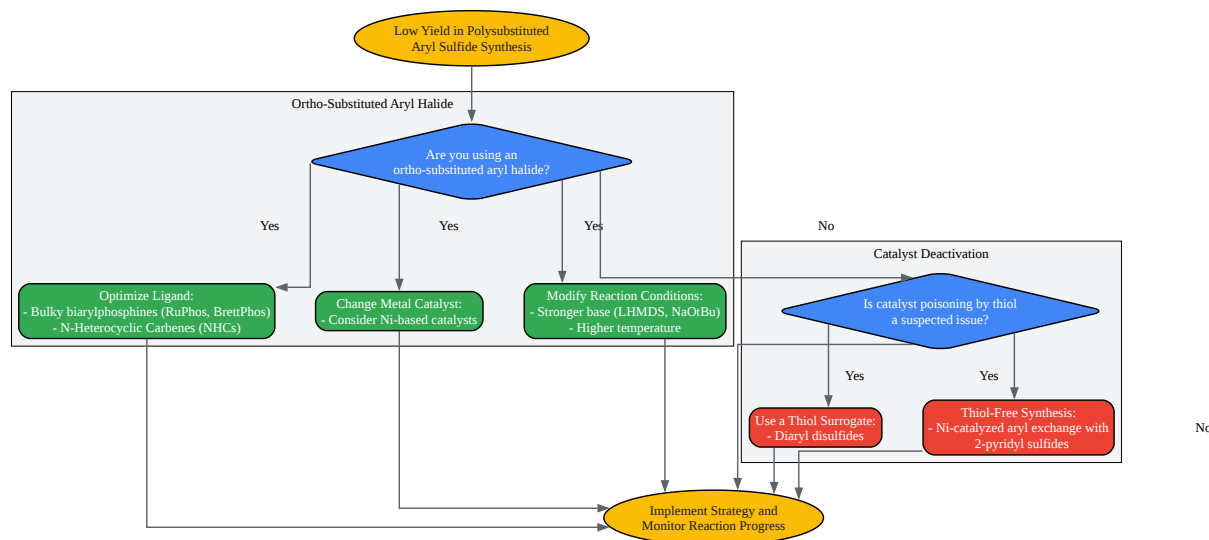 Low Yield in Polysubstituted
Aryl Sulfide Synthesis
Ortho-Substituted Aryl Halide
Are you using an
ortho-substituted aryl halide?
Yes
Yes
Yes
No
Optimize Ligand:
- Bulky biarylphosphines (RuPhos, BrettPhos)
- N-Heterocyclic Carbenes (NHCs)
Change Metal Catalyst:
- Consider Ni-based catalysts
Modify Reaction Conditions:
- Stronger base (LHMDS, NaOtBu)
- Higher temperature
Catalyst Deactivation
Is catalyst poisoning by thiol
a suspected issue?
Yes
Yes
No
Use a Thiol Surrogate:
- Diaryl disulfides
Thiol-Free Synthesis:
- Ni-catalyzed aryl exchange with
2-pyridyl sulfides
Implement Strategy and
Monitor Reaction Progress